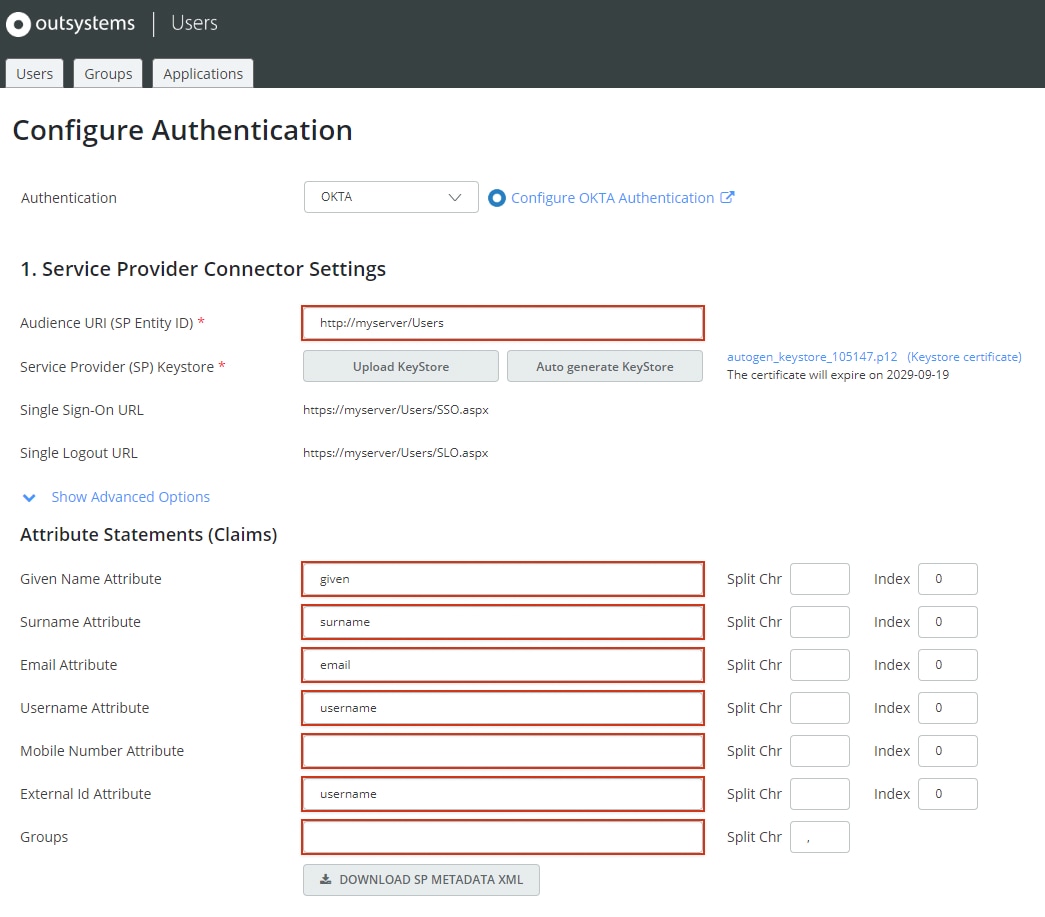 outsystems Users
Users Groups Applications
Configure Authentication
Authentication OKTA Configure OKTA Authentication
1. Service Provider Connector Settings
Audience URI (SP Entity ID) * http://myserver/Users
Service Provider (SP) Keystore * Upload KeyStore Auto generate KeyStore autogen_keystore_105147.p12 (Keystore certificate)
The certificate will expire on 2029-09-19
Single Sign-On URL https://myserver/Users/SSO.aspx
Single Logout URL https://myserver/Users/SLO.aspx
Show Advanced Options
Attribute Statements (Claims)
Given Name Attribute given Split Chr Index 0
Surname Attribute surname Split Chr Index 0
Email Attribute email Split Chr Index 0
Username Attribute username Split Chr Index 0
Mobile Number Attribute Split Chr Index 0
External Id Attribute username Split Chr Index 0
Groups Split Chr ,
DOWNLOAD SP METADATA XML